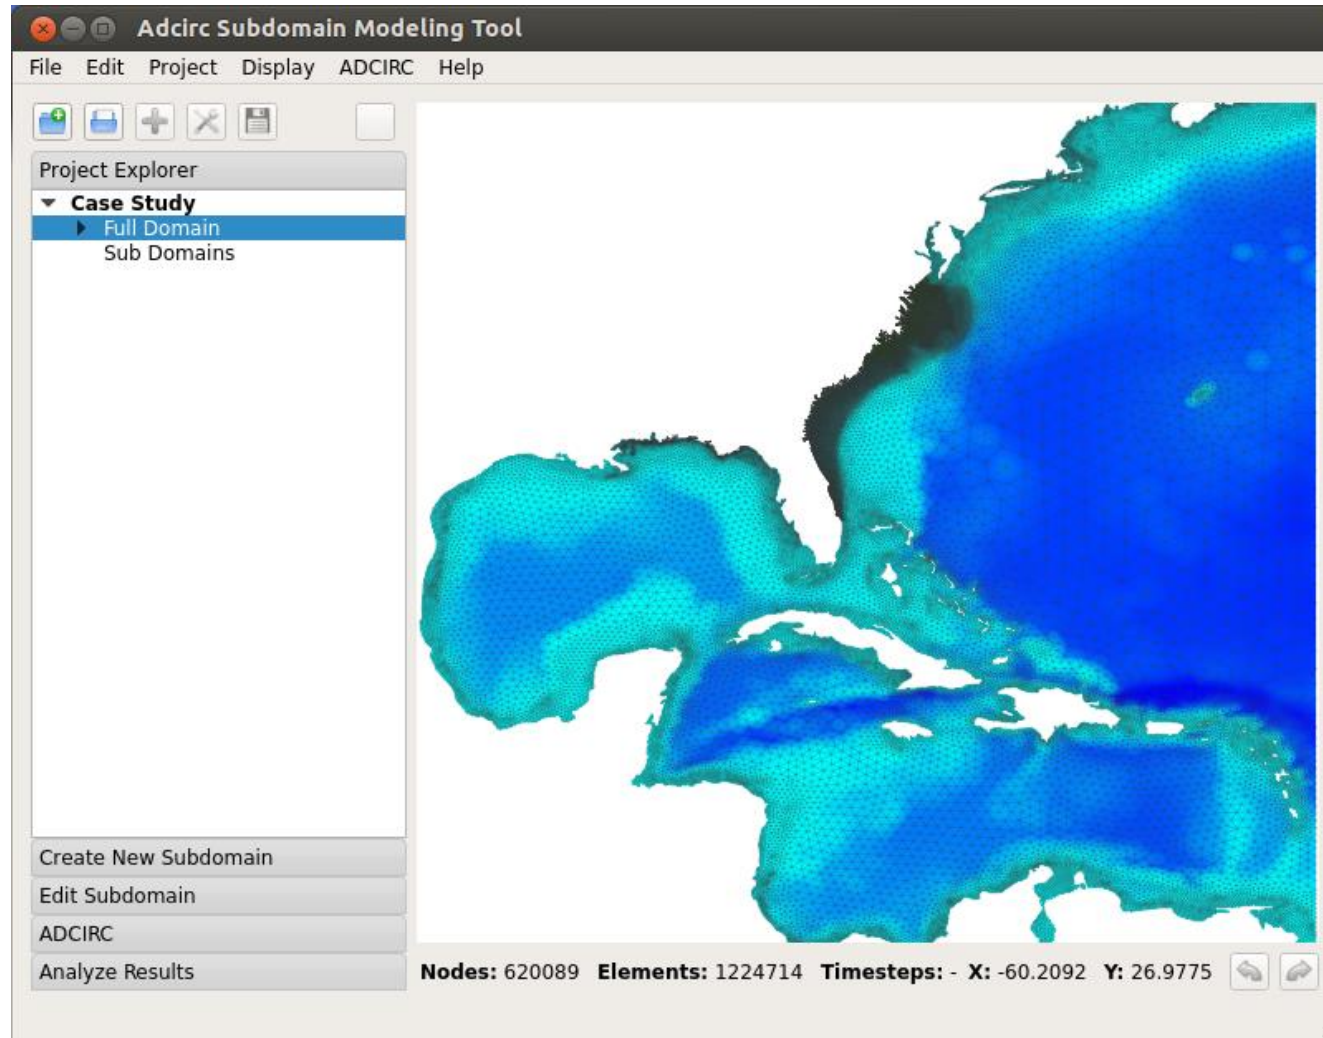 Adcirc Subdomain Modeling Tool
File Edit Project Display ADCIRC Help
Project Explorer
Case Study
Full Domain
Sub Domains
Create New Subdomain
Edit Subdomain
ADCIRC
Analyze Results
Nodes: 620089 Elements: 1224714 Timesteps: - X: -60.2092 Y: 26.9775